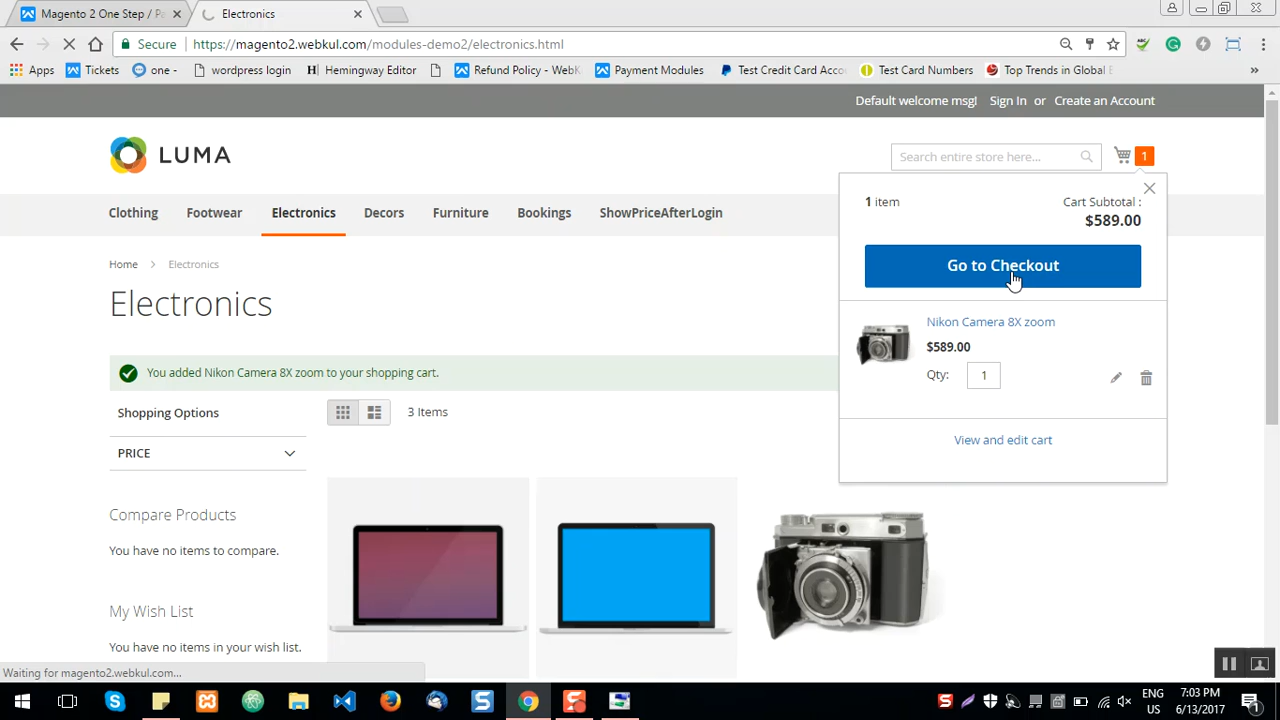 Magento 2 One Step / Pa
Electronics
Secure
https://magento2.webkul.com/modules-demo2/electronics.html
Apps
Tickets
one -
wordpress login
Hemingway Editor
Refund Policy - WebK
Payment Modules
Test Credit Card Acco
Test Card Numbers
Top Trends in Global E
Default welcome msg!
Sign In
or
Create an Account
LUMA
Search entire store here...
1
Clothing
Footwear
Electronics
Decors
Furniture
Bookings
ShowPriceAfterLogin
1 item
Cart Subtotal :
$589.00
Go to Checkout
Nikon Camera 8X zoom
$589.00
Qty:
1
View and edit cart
Home
Electronics
Electronics
You added Nikon Camera 8X zoom to your shopping cart.
Shopping Options
3 Items
PRICE
Compare Products
You have no items to compare.
My Wish List
You have no items in your wish list.
Waiting for magento2.webkul.com...
ENG
US
7:03 PM
6/13/2017